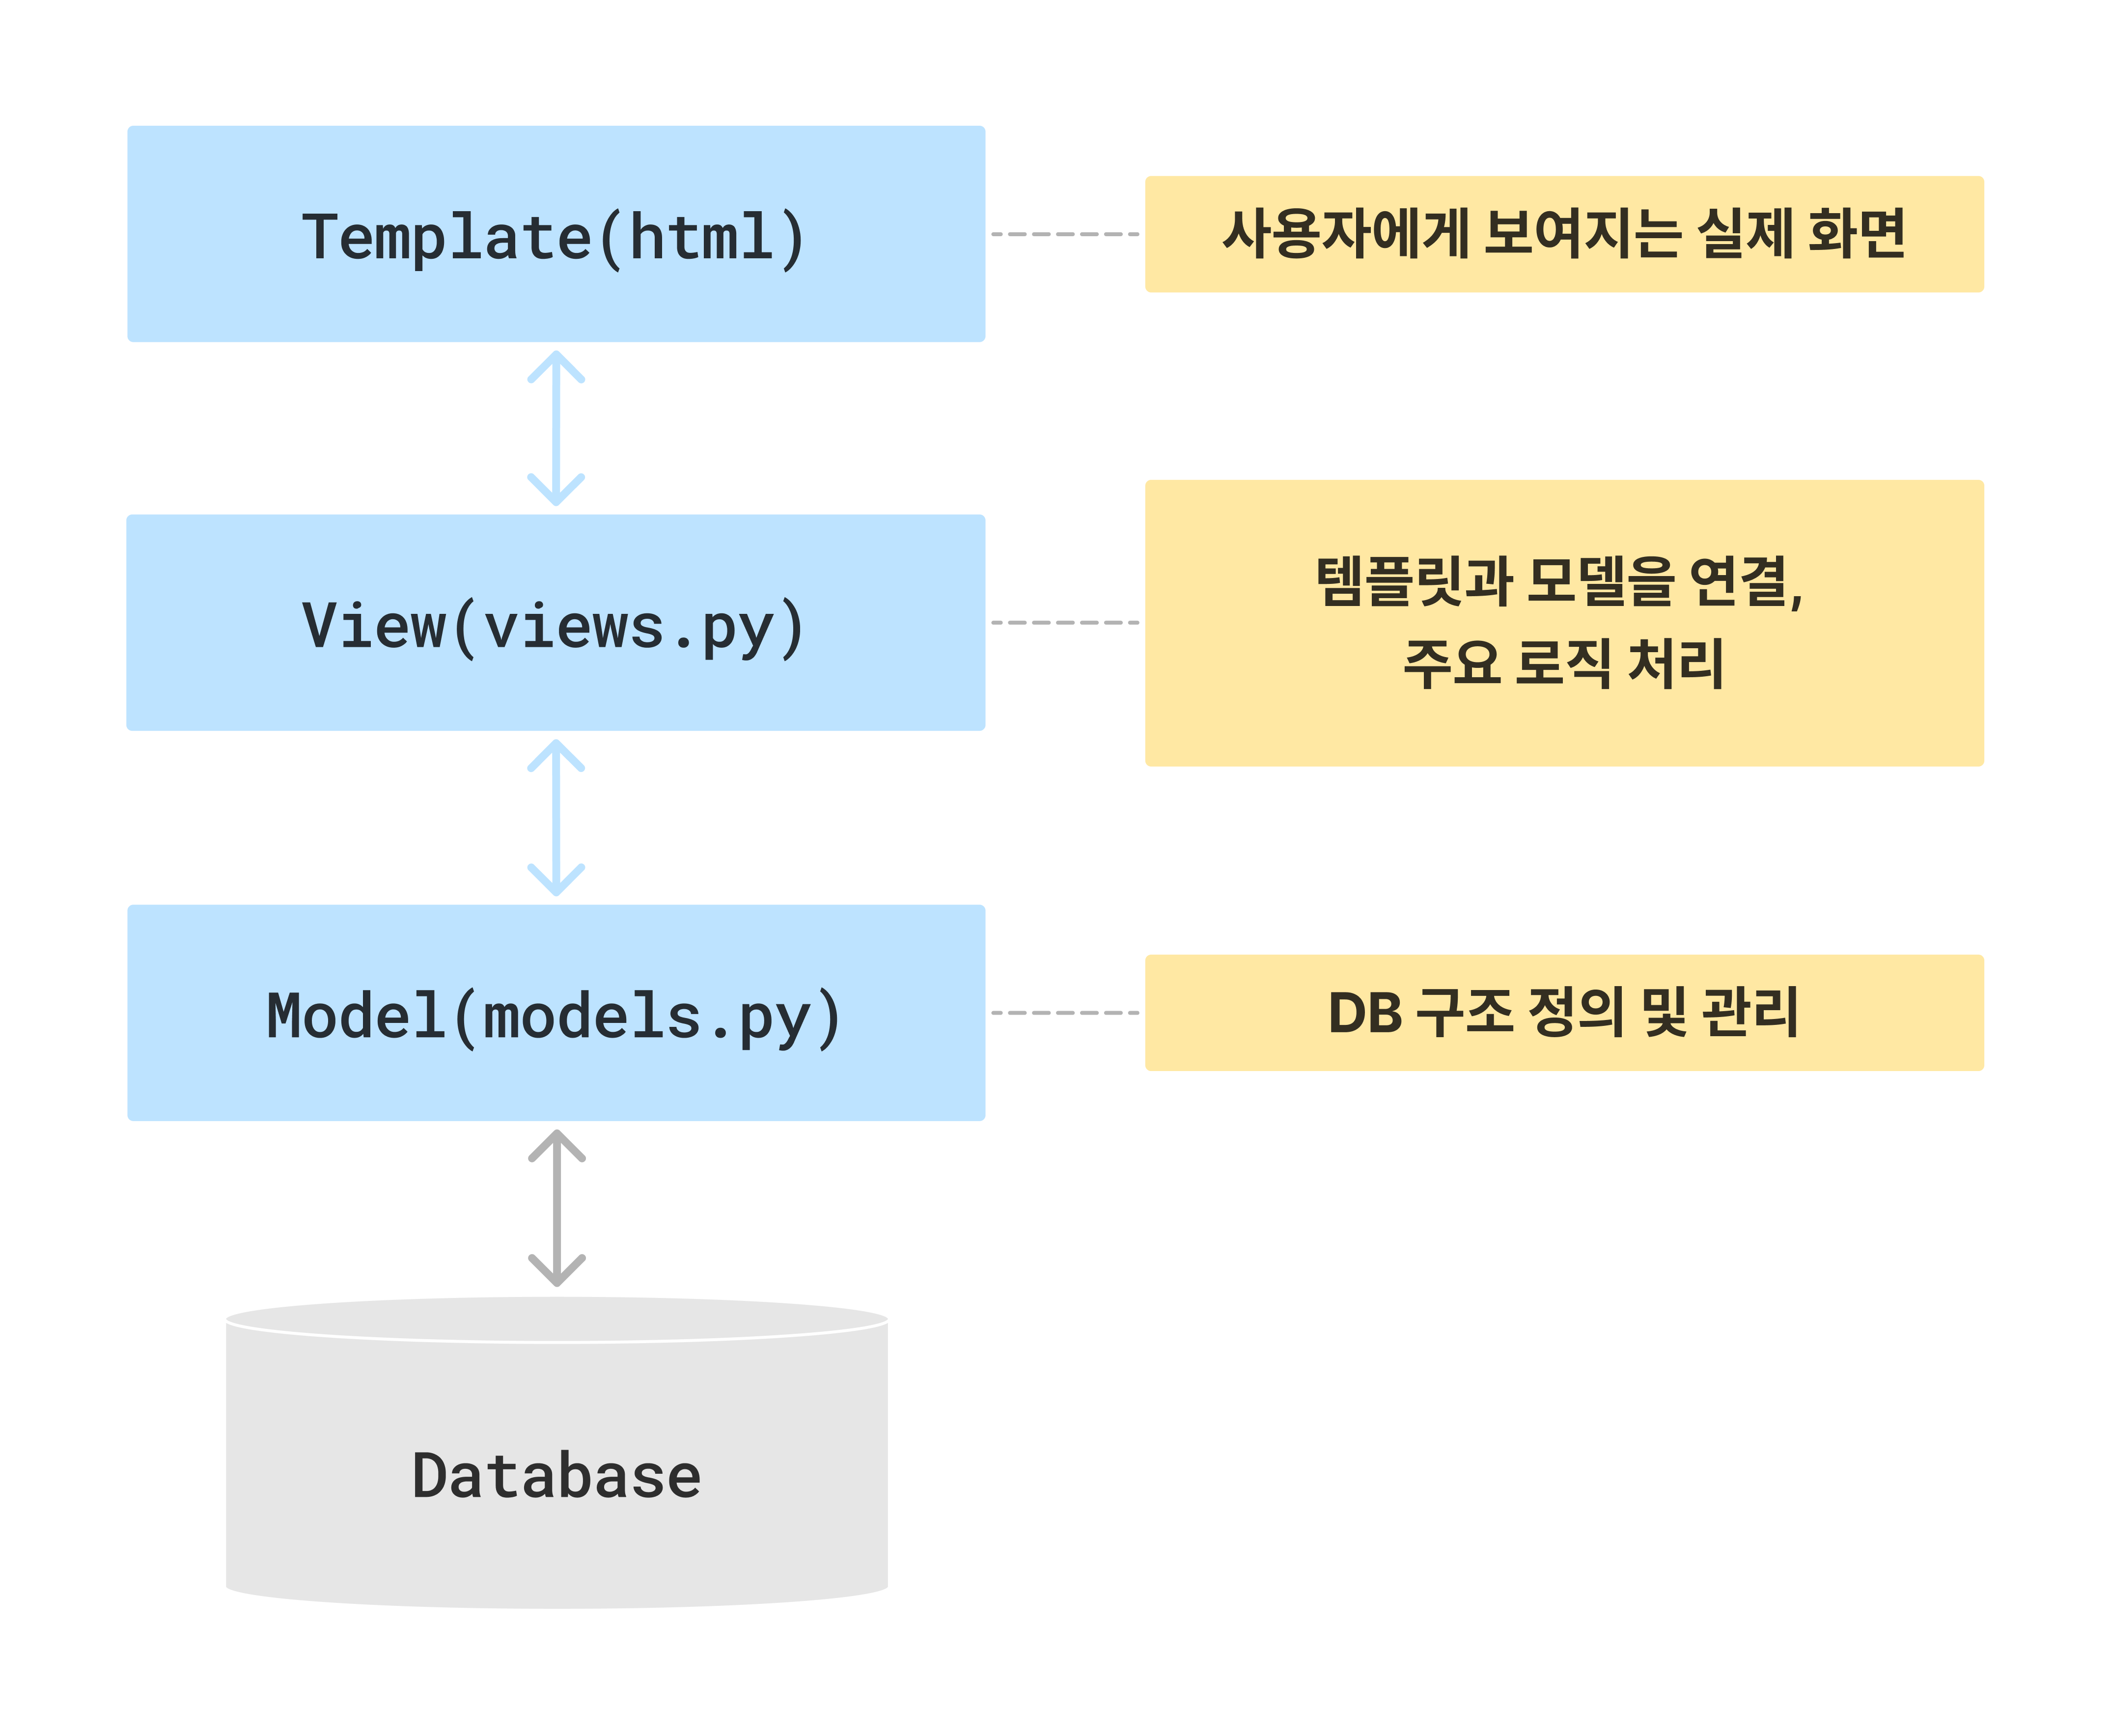 Template(html)
사용자에게 보여지는 실제 화면
View(views.py)
템플릿과 모델을 연결,
주요 로직 처리
Model(models.py)
DB 구조 정의 및 관리
Database